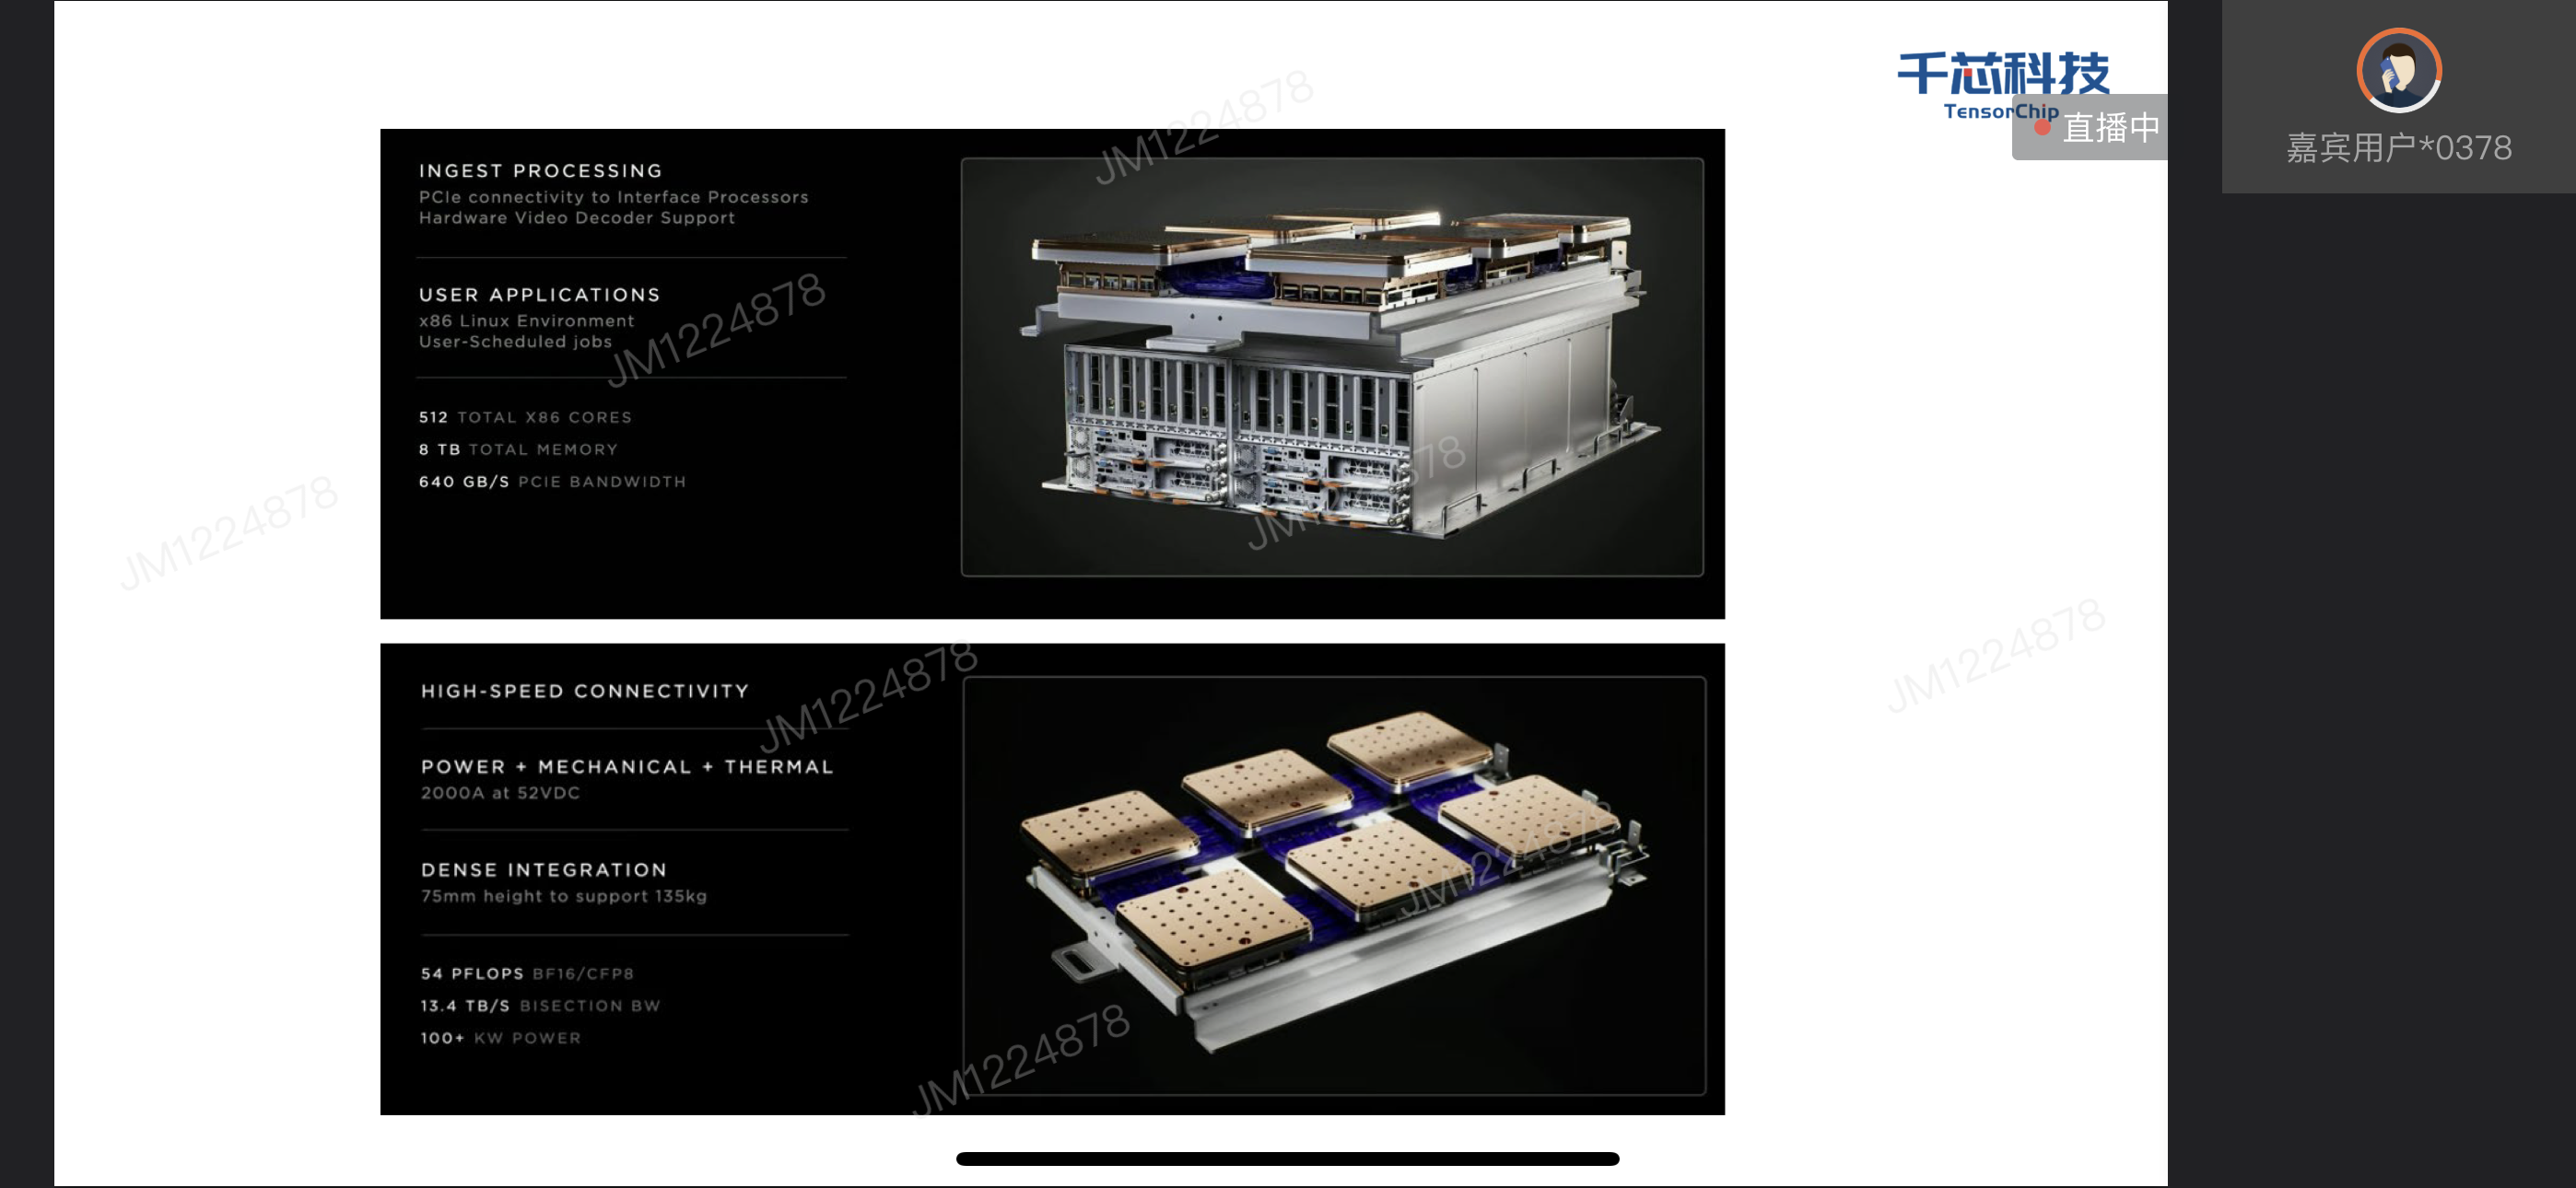 千芯科技
TensorChip
直播中
嘉宾用户*0378
INGEST PROCESSING
PCIe connectivity to Interface Processors
Hardware Video Decoder Support
USER APPLICATIONS
x86 Linux Environment
User-Scheduled jobs
512 TOTAL X86 CORES
8 TB TOTAL MEMORY
640 GB/S PCIE BANDWIDTH
HIGH-SPEED CONNECTIVITY
POWER + MECHANICAL + THERMAL
2000A at 52VDC
DENSE INTEGRATION
75mm height to support 135kg
54 PFLOPS BF16/CFP8
13.4 TB/S BISECTION BW
100+ KW POWER
JM1224878
JM1224878
JM1224878
JM1224878
JM1224878
JM1224878
JM1224878
JM1224878